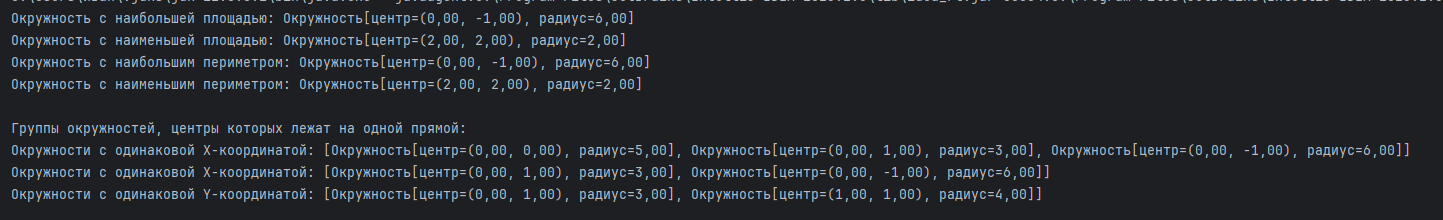 Окружность с наибольшей площадью: Окружность[центр=(0,00, -1,00), радиус=6,00]
Окружность с наименьшей площадью: Окружность[центр=(2,00, 2,00), радиус=2,00]
Окружность с наибольшим периметром: Окружность[центр=(0,00, -1,00), радиус=6,00]
Окружность с наименьшим периметром: Окружность[центр=(2,00, 2,00), радиус=2,00]
Группы окружностей, центры которых лежат на одной прямой:
Окружности с одинаковой X-координатой: [Окружность[центр=(0,00, 0,00), радиус=5,00], Окружность[центр=(0,00, 1,00), радиус=3,00], Окружность[центр=(0,00, -1,00), радиус=6,00]]
Окружности с одинаковой X-координатой: [Окружность[центр=(0,00, 1,00), радиус=3,00], Окружность[центр=(0,00, -1,00), радиус=6,00]]
Окружности с одинаковой Y-координатой: [Окружность[центр=(0,00, 1,00), радиус=3,00], Окружность[центр=(1,00, 1,00), радиус=4,00]]